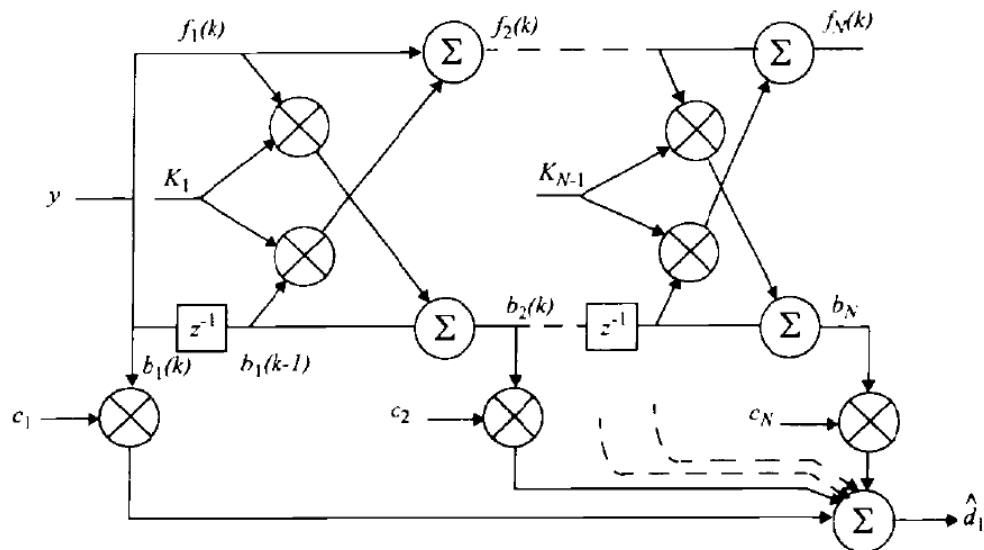 f₁(k) Σ f₂(k) f_N(k) Σ
K₁ K_{N-1}
y
z⁻¹ Σ b₂(k) z⁻¹ Σ b_N
b₁(k) b₁(k-1)
c₁ c₂ c_N
Σ d̂₁